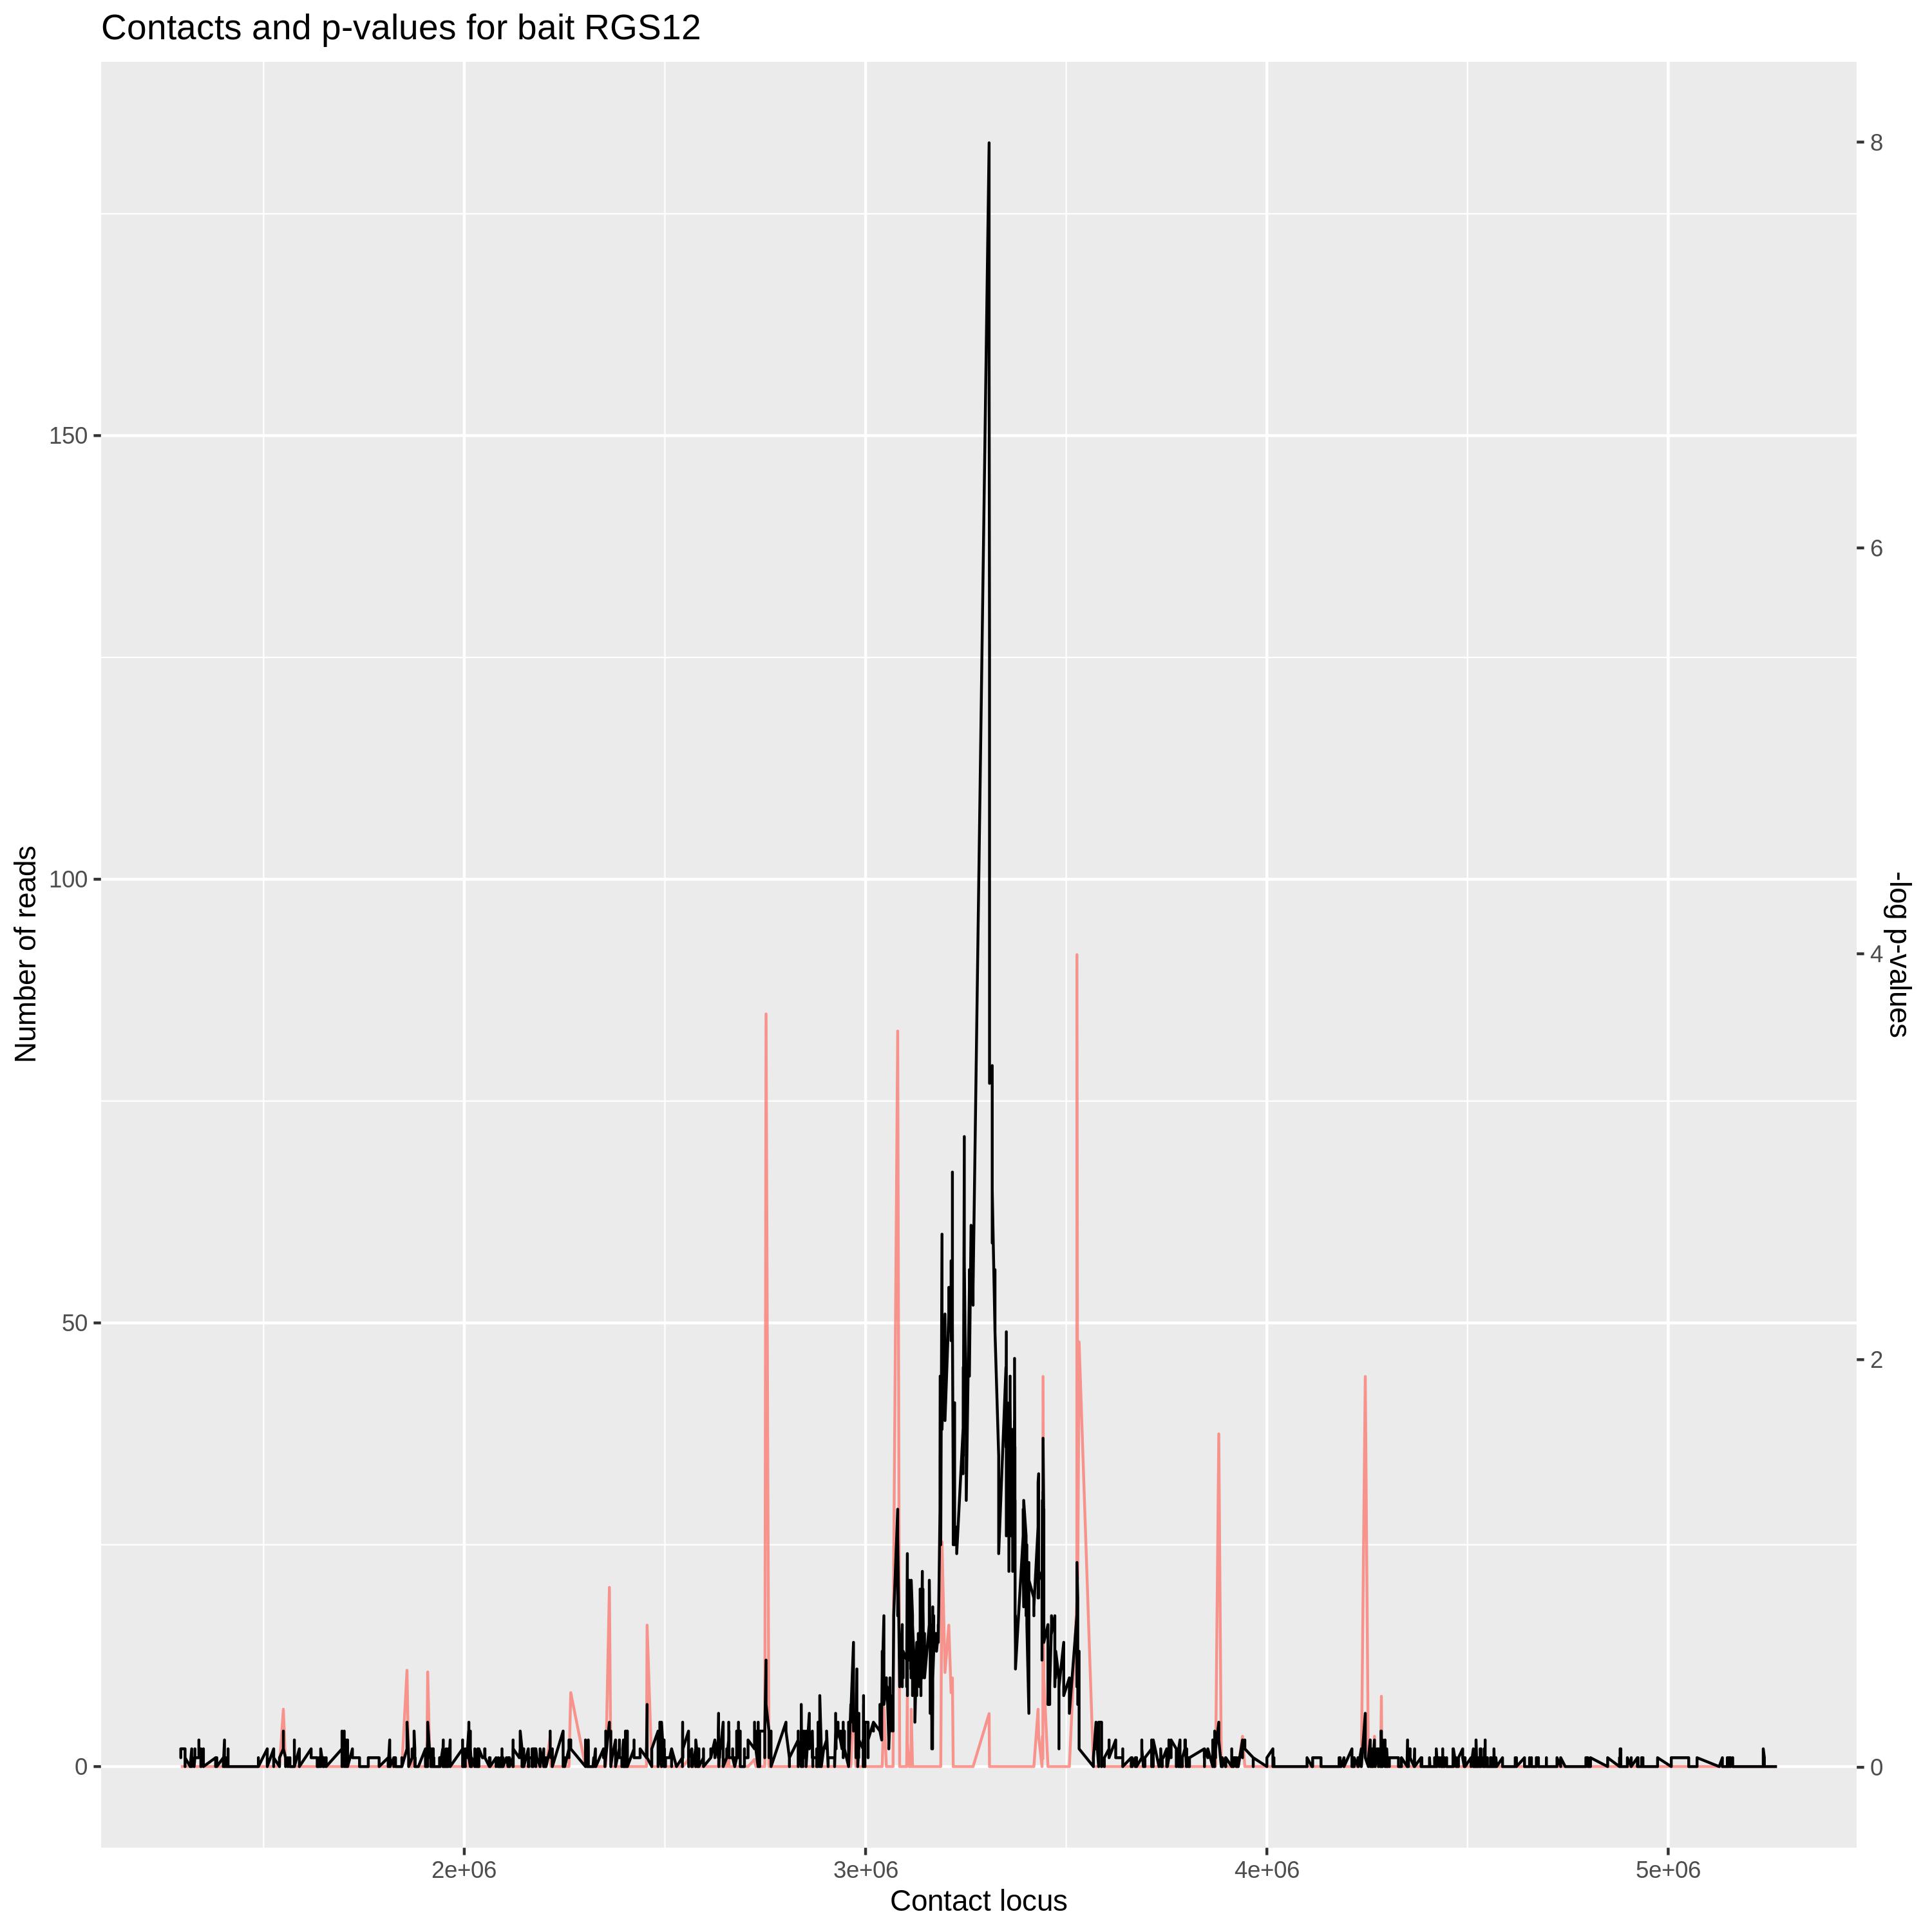 Contacts and p-values for bait RGS12
Number of reads
150
100
50
0
8
6
4
2
0
-log p-values
2e+06
3e+06
4e+06
5e+06
Contact locus